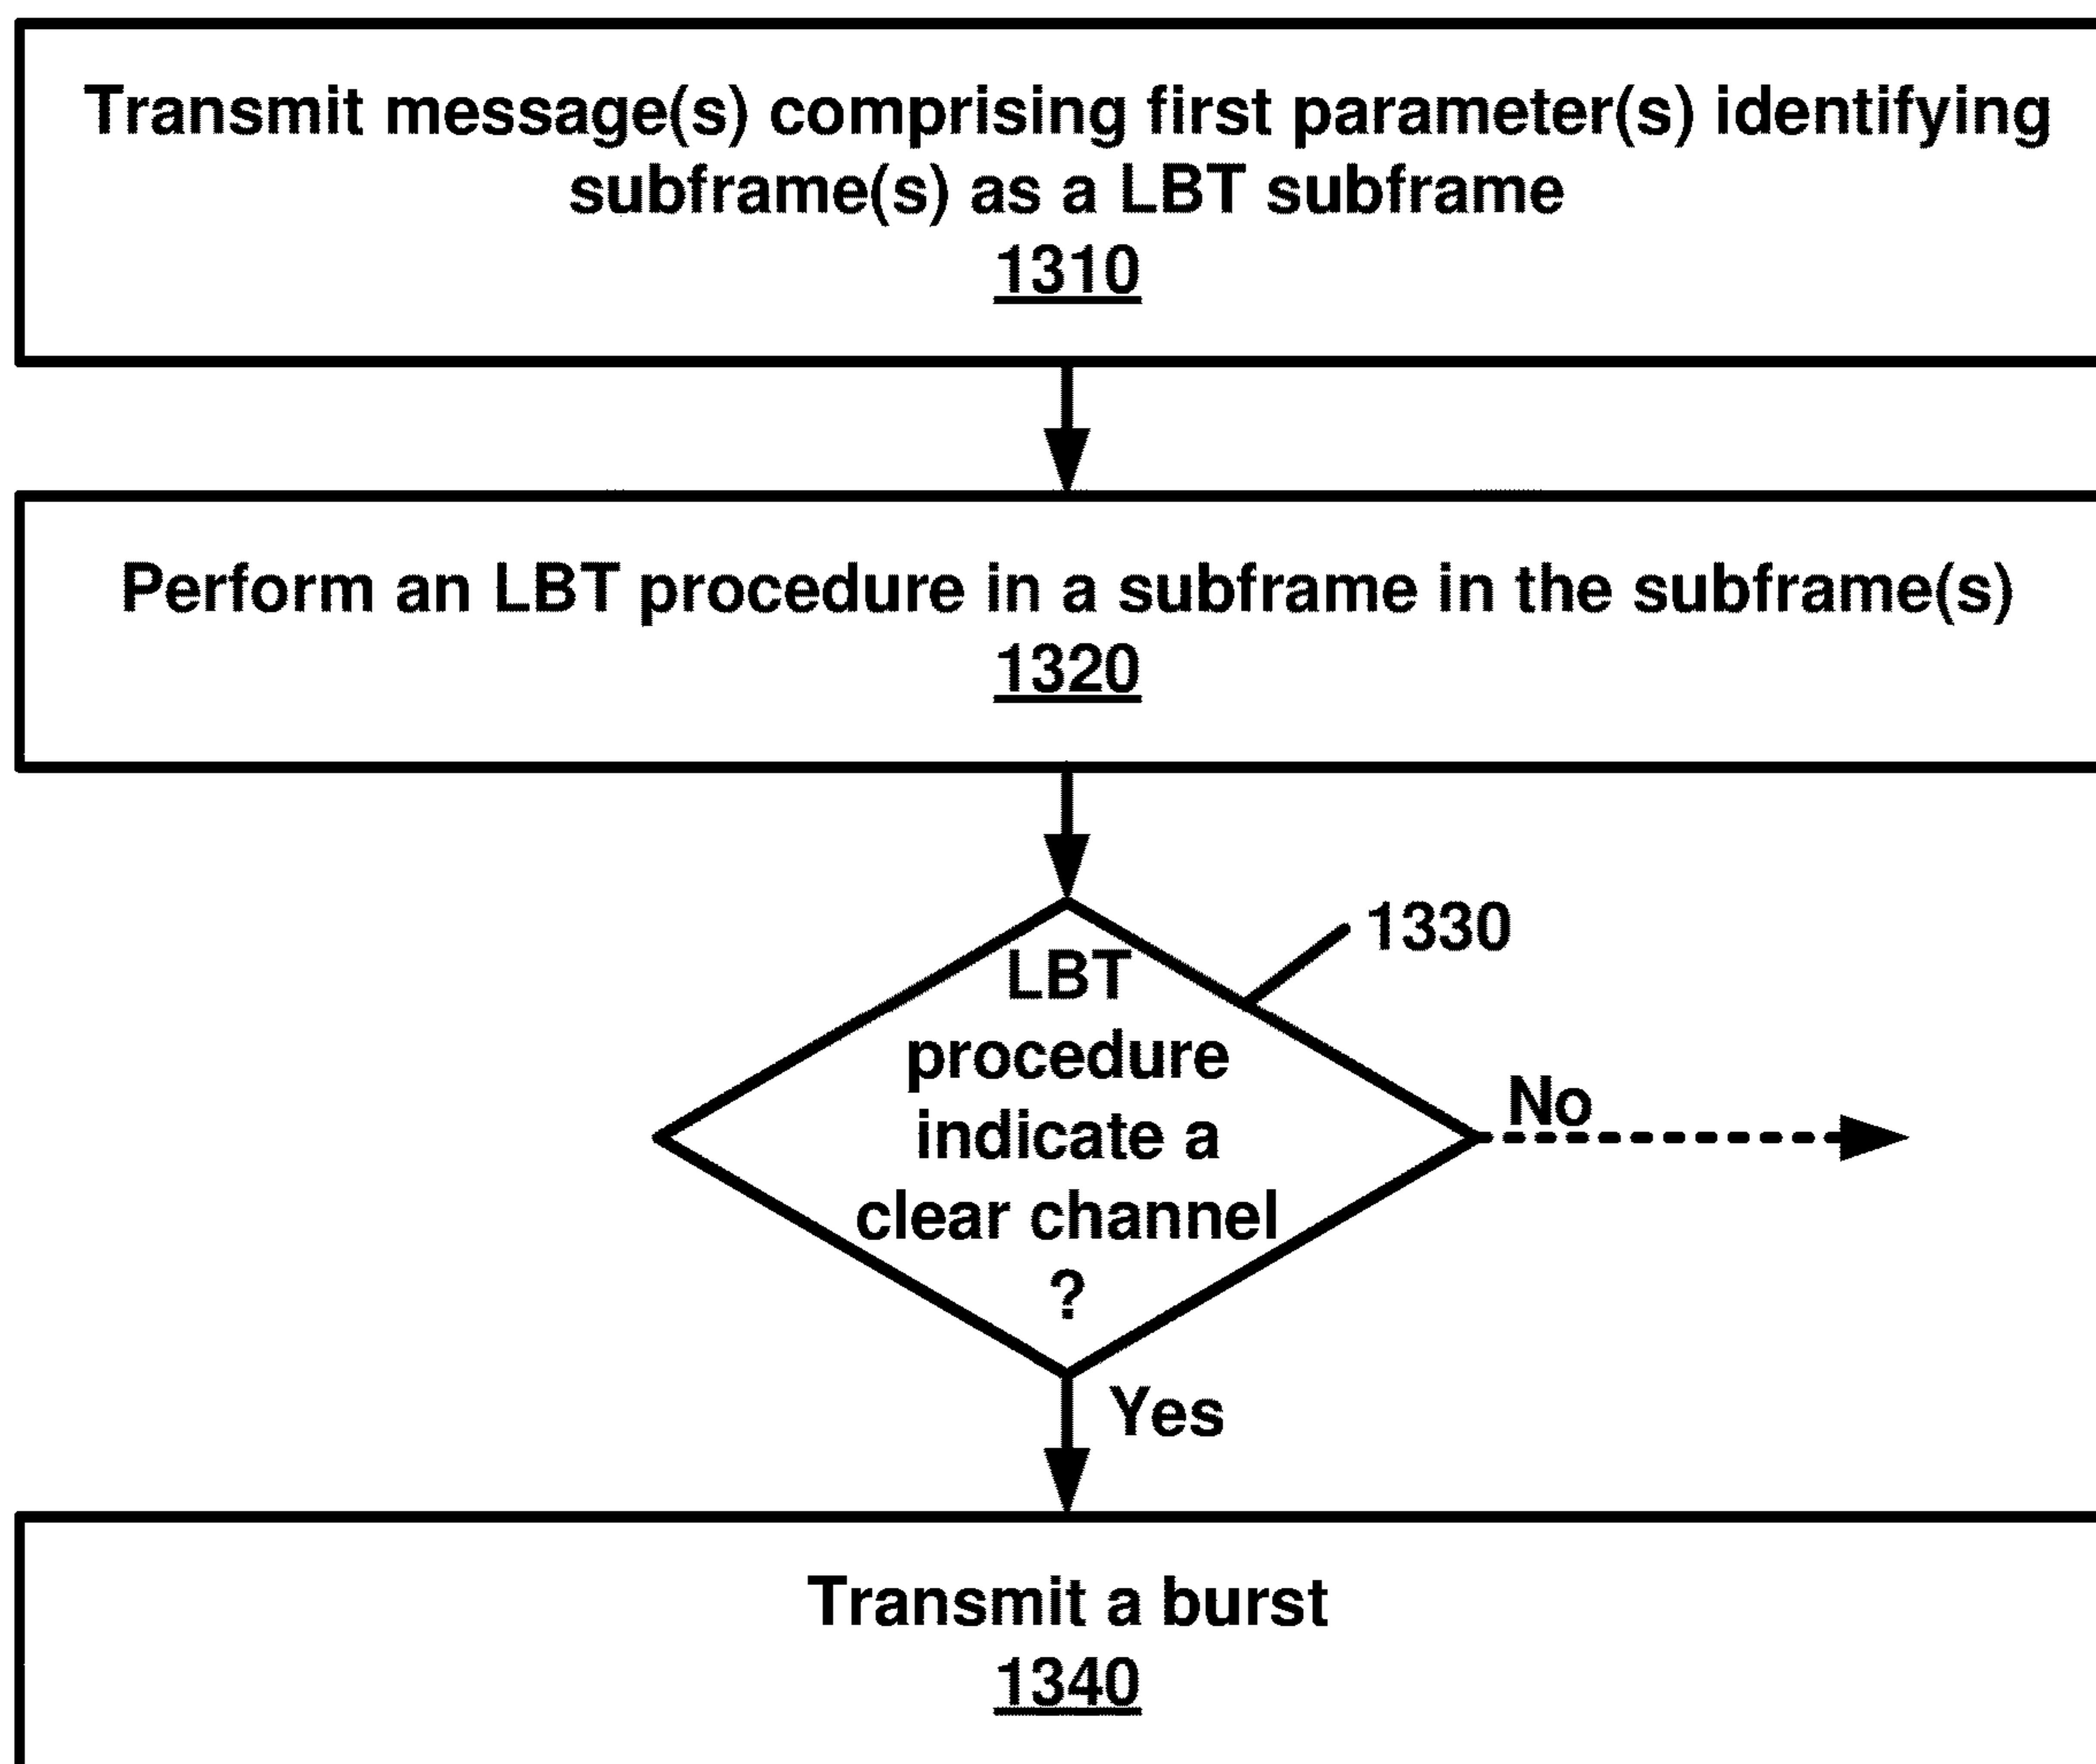 Transmit message(s) comprising first parameter(s) identifying
subframe(s) as a LBT subframe
1310
Perform an LBT procedure in a subframe in the subframe(s)
1320
1330
LBT
procedure
indicate a
clear channel
?
No
Yes
Transmit a burst
1340